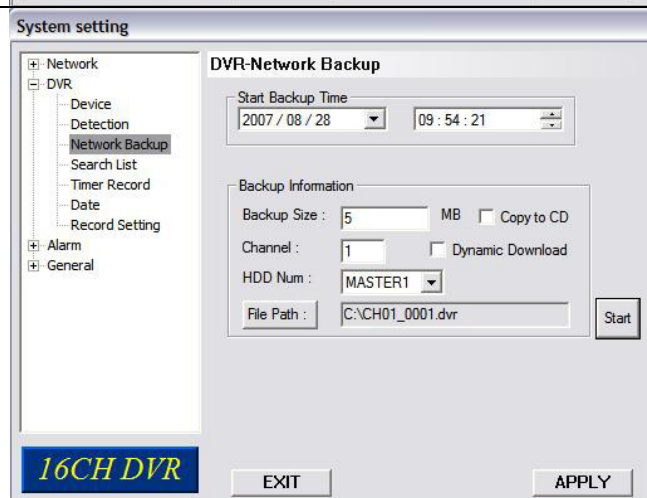 System setting
Network
DVR
Device
Detection
Network Backup
Search List
Timer Record
Date
Record Setting
Alarm
General
16CH DVR
DVR-Network Backup
Start Backup Time
2007 / 08 / 28
09 : 54 : 21
Backup Information
Backup Size : 5 MB Copy to CD
Channel : 1 Dynamic Download
HDD Num : MASTER1
File Path : C:\CH01_0001.dvr
Start
EXIT
APPLY